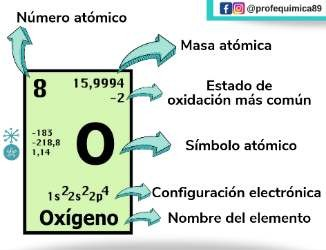 @profequimica89
Número atómico
Masa atómica
8
15,9994
-2
Estado de
oxidación más común
-183
-218,8
1,14
O
Símbolo atómico
1s²2s²2p⁴
Configuración electrónica
Oxígeno
Nombre del elemento